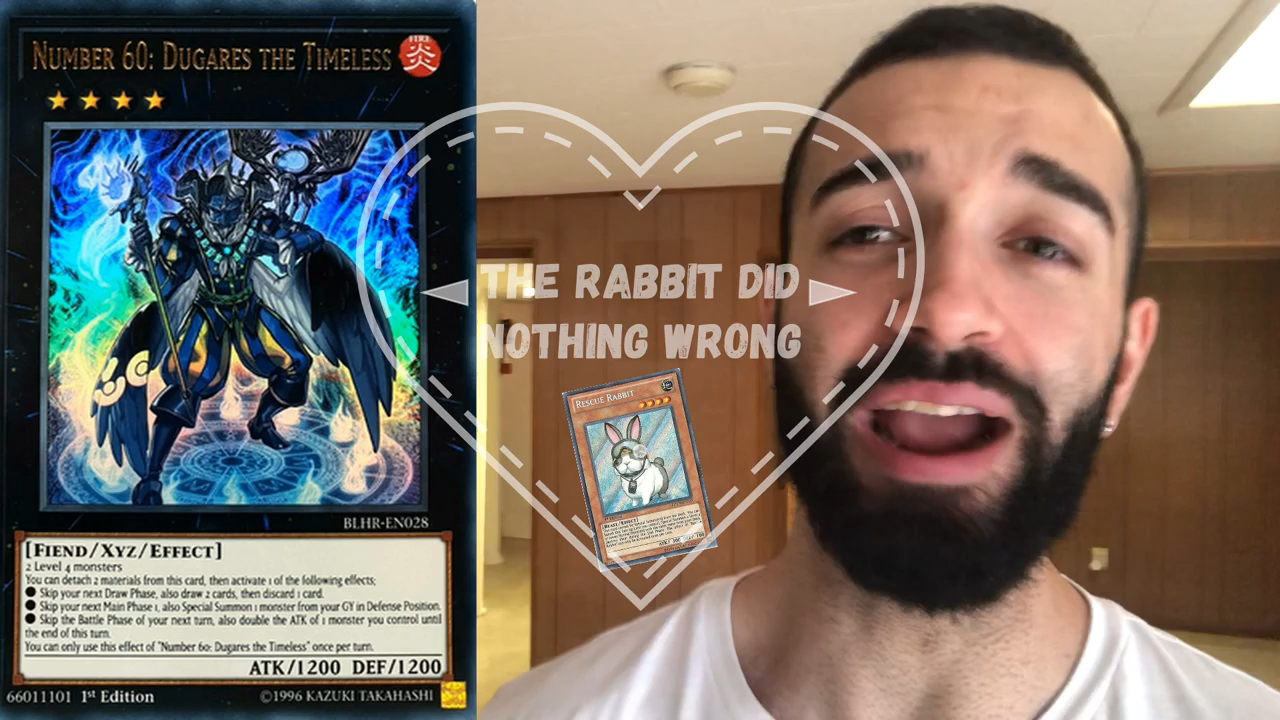 NUMBER 60: DUGARES THE TIMELESS
FIRE
炎
BLHR-EN028
[FIEND/XYZ/EFFECT]
2 Level 4 monsters
You can detach 2 materials from this card, then activate 1 of the following effects;
● Skip your next Draw Phase, also draw 2 cards, then discard 1 card.
● Skip your next Main Phase 1, also Special Summon 1 monster from your GY in Defense Position.
● Skip the Battle Phase of your next turn, also double the ATK of 1 monster you control until
the end of this turn.
You can only use this effect of "Number 60: Dugares the Timeless" once per turn.
ATK/1200 DEF/1200
66011101 1st Edition ©1996 KAZUKI TAKAHASHI
THE RABBIT DID
NOTHING WRONG
RESCUE RABBIT
[BEAST/EFFECT]